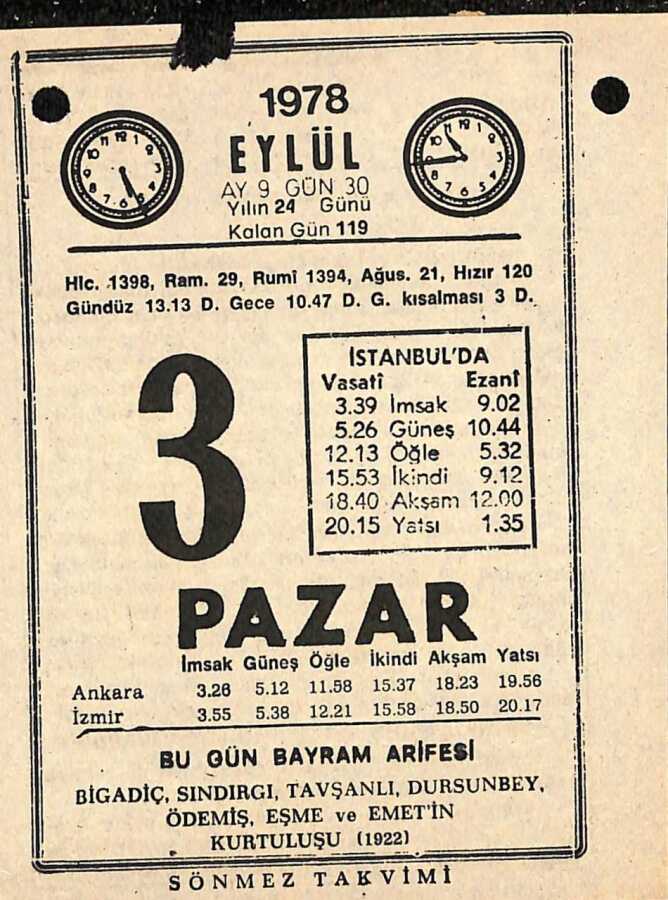 1978
EYLÜL
AY 9 GÜN 30
Yılın 24 Günü
Kalan Gün 119
Hic. 1398, Ram. 29, Rumî 1394, Ağus. 21, Hızır 120
Gündüz 13.13 D. Gece 10.47 D. G. kısalması 3 D.
3
İSTANBUL'DA
Vasatî Ezanî
3.39 İmsak 9.02
5.26 Güneş 10.44
12.13 Öğle 5.32
15.53 İkindi 9.12
18.40 Akşam 12.00
20.15 Yatsı 1.35
PAZAR
İmsak Güneş Öğle İkindi Akşam Yatsı
Ankara 3.26 5.12 11.58 15.37 18.23 19.56
İzmir 3.55 5.38 12.21 15.58 18.50 20.17
BU GÜN BAYRAM ARİFESİ
BİGADİÇ, SINDIRGI, TAVŞANLI, DURSUNBEY,
ÖDEMİŞ, EŞME ve EMET'İN
KURTULUŞU (1922)
SÖNMEZ TAKVİMİ